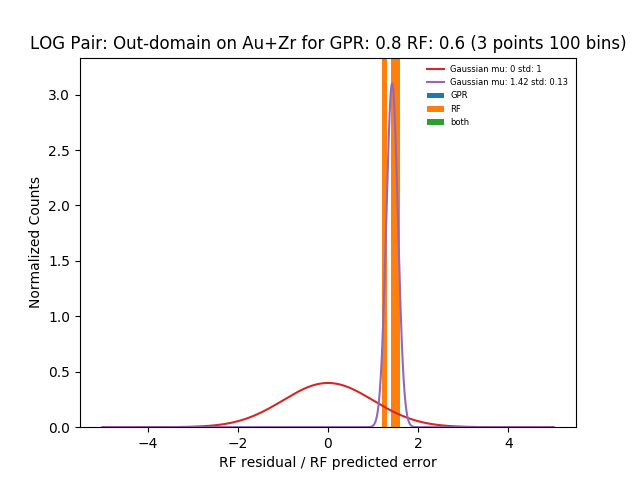 LOG Pair: Out-domain on Au+Zr for GPR: 0.8 RF: 0.6 (3 points 100 bins)
Gaussian mu: 0 std: 1
Gaussian mu: 1.42 std: 0.13
GPR
RF
both
Normalized Counts
3.0
2.5
2.0
1.5
1.0
0.5
0.0
−4 −2 0 2 4
RF residual / RF predicted error